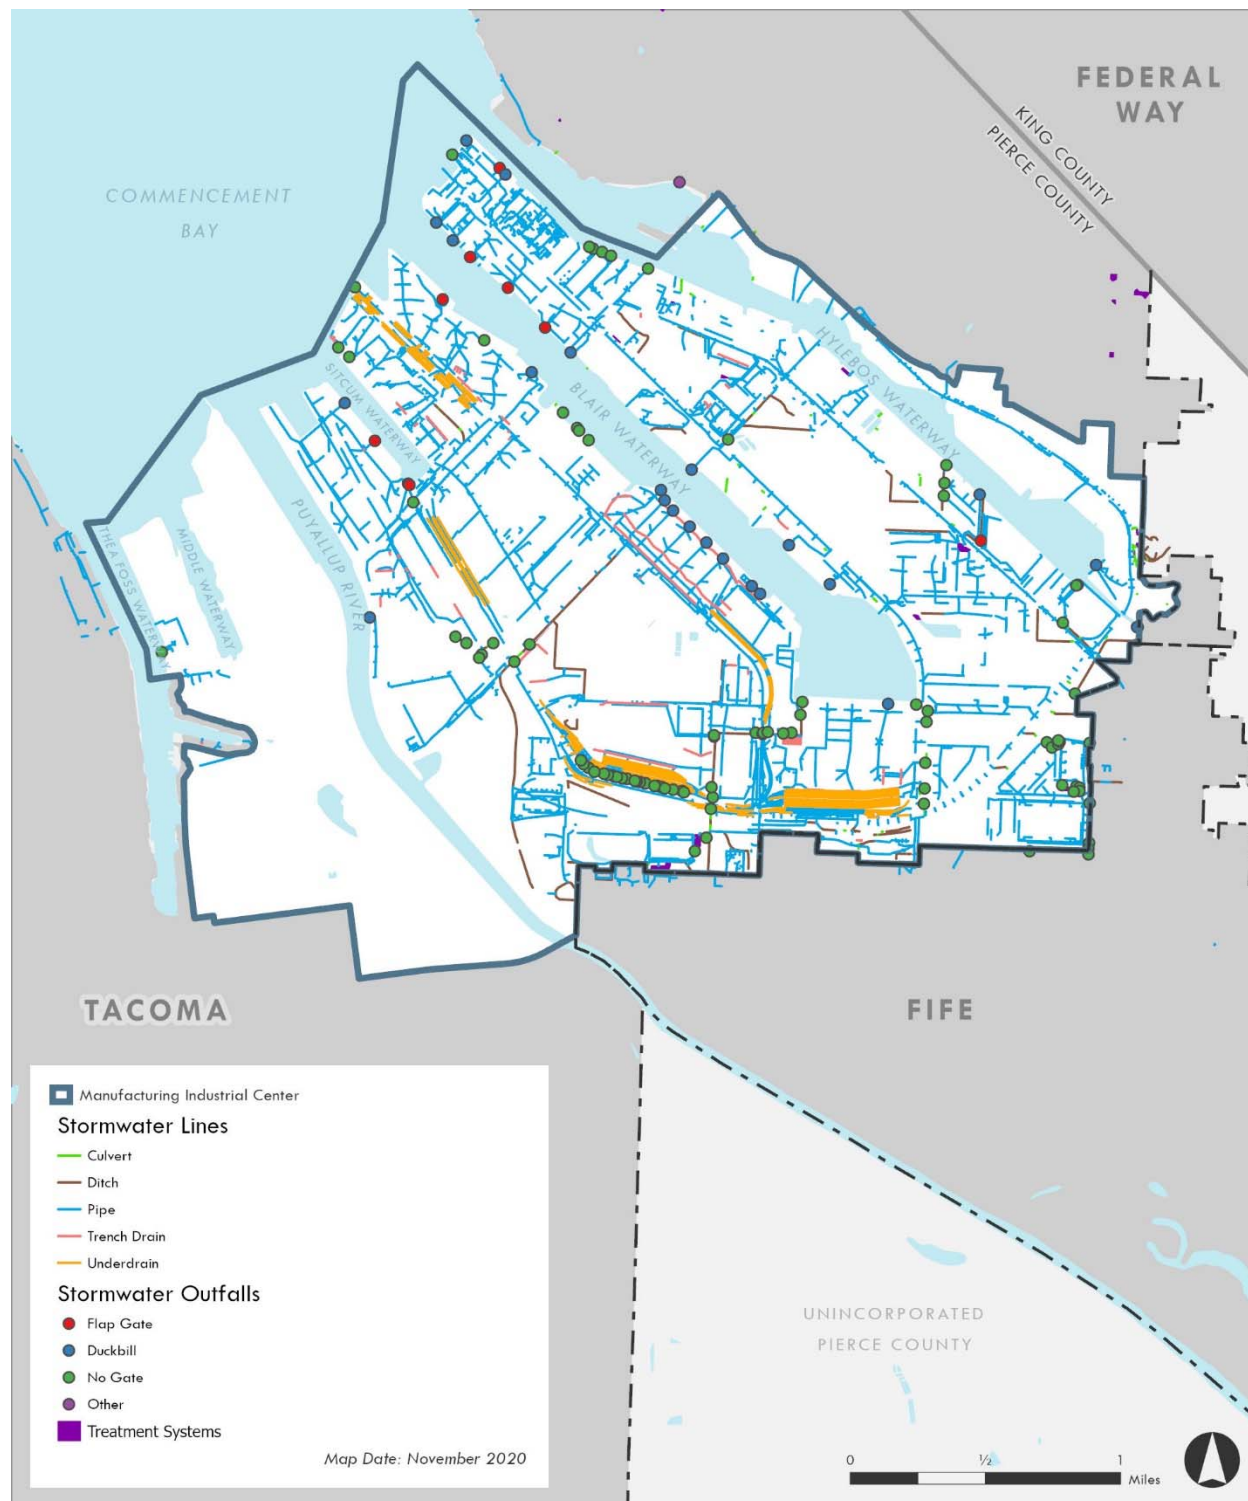 FEDERAL
WAY
KING COUNTY
PIERCE COUNTY
COMMENCEMENT
BAY
HYLEBOS WATERWAY
SITCUM WATERWAY
BLAIR WATERWAY
PUYALLUP RIVER
MIDDLE WATERWAY
THEA FOSS WATERWAY
TACOMA
FIFE
Manufacturing Industrial Center
Stormwater Lines
Culvert
Ditch
Pipe
Trench Drain
Underdrain
Stormwater Outfalls
Flap Gate
Duckbill
No Gate
Other
Treatment Systems
Map Date: November 2020
UNINCORPORATED
PIERCE COUNTY
0 ½ 1
Miles